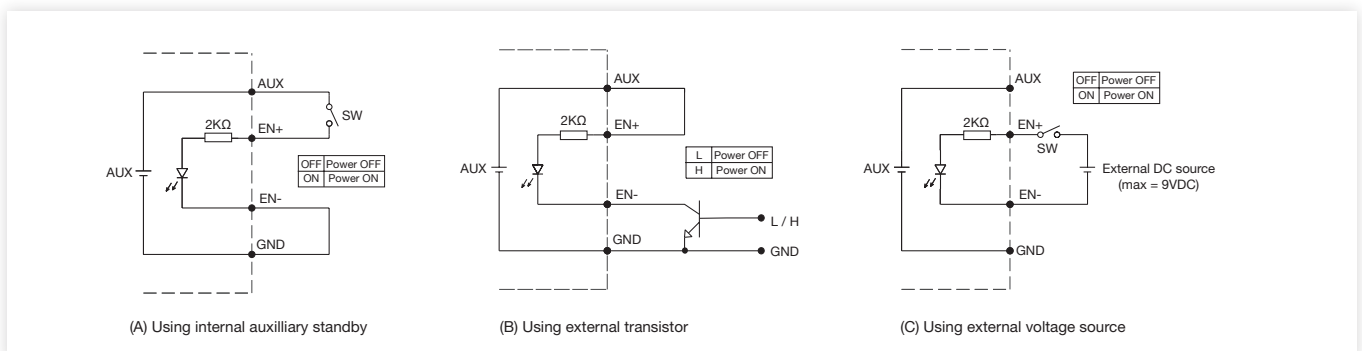 AUX
SW
2KΩ
EN+
OFF Power OFF
ON Power ON
AUX
EN-
GND
(A) Using internal auxilliary standby
AUX
2KΩ
EN+
L Power OFF
H Power ON
AUX
EN-
L / H
GND
GND
(B) Using external transistor
AUX
OFF Power OFF
ON Power ON
2KΩ
EN+
SW
AUX
External DC source
(max = 9VDC)
EN-
GND
(C) Using external voltage source